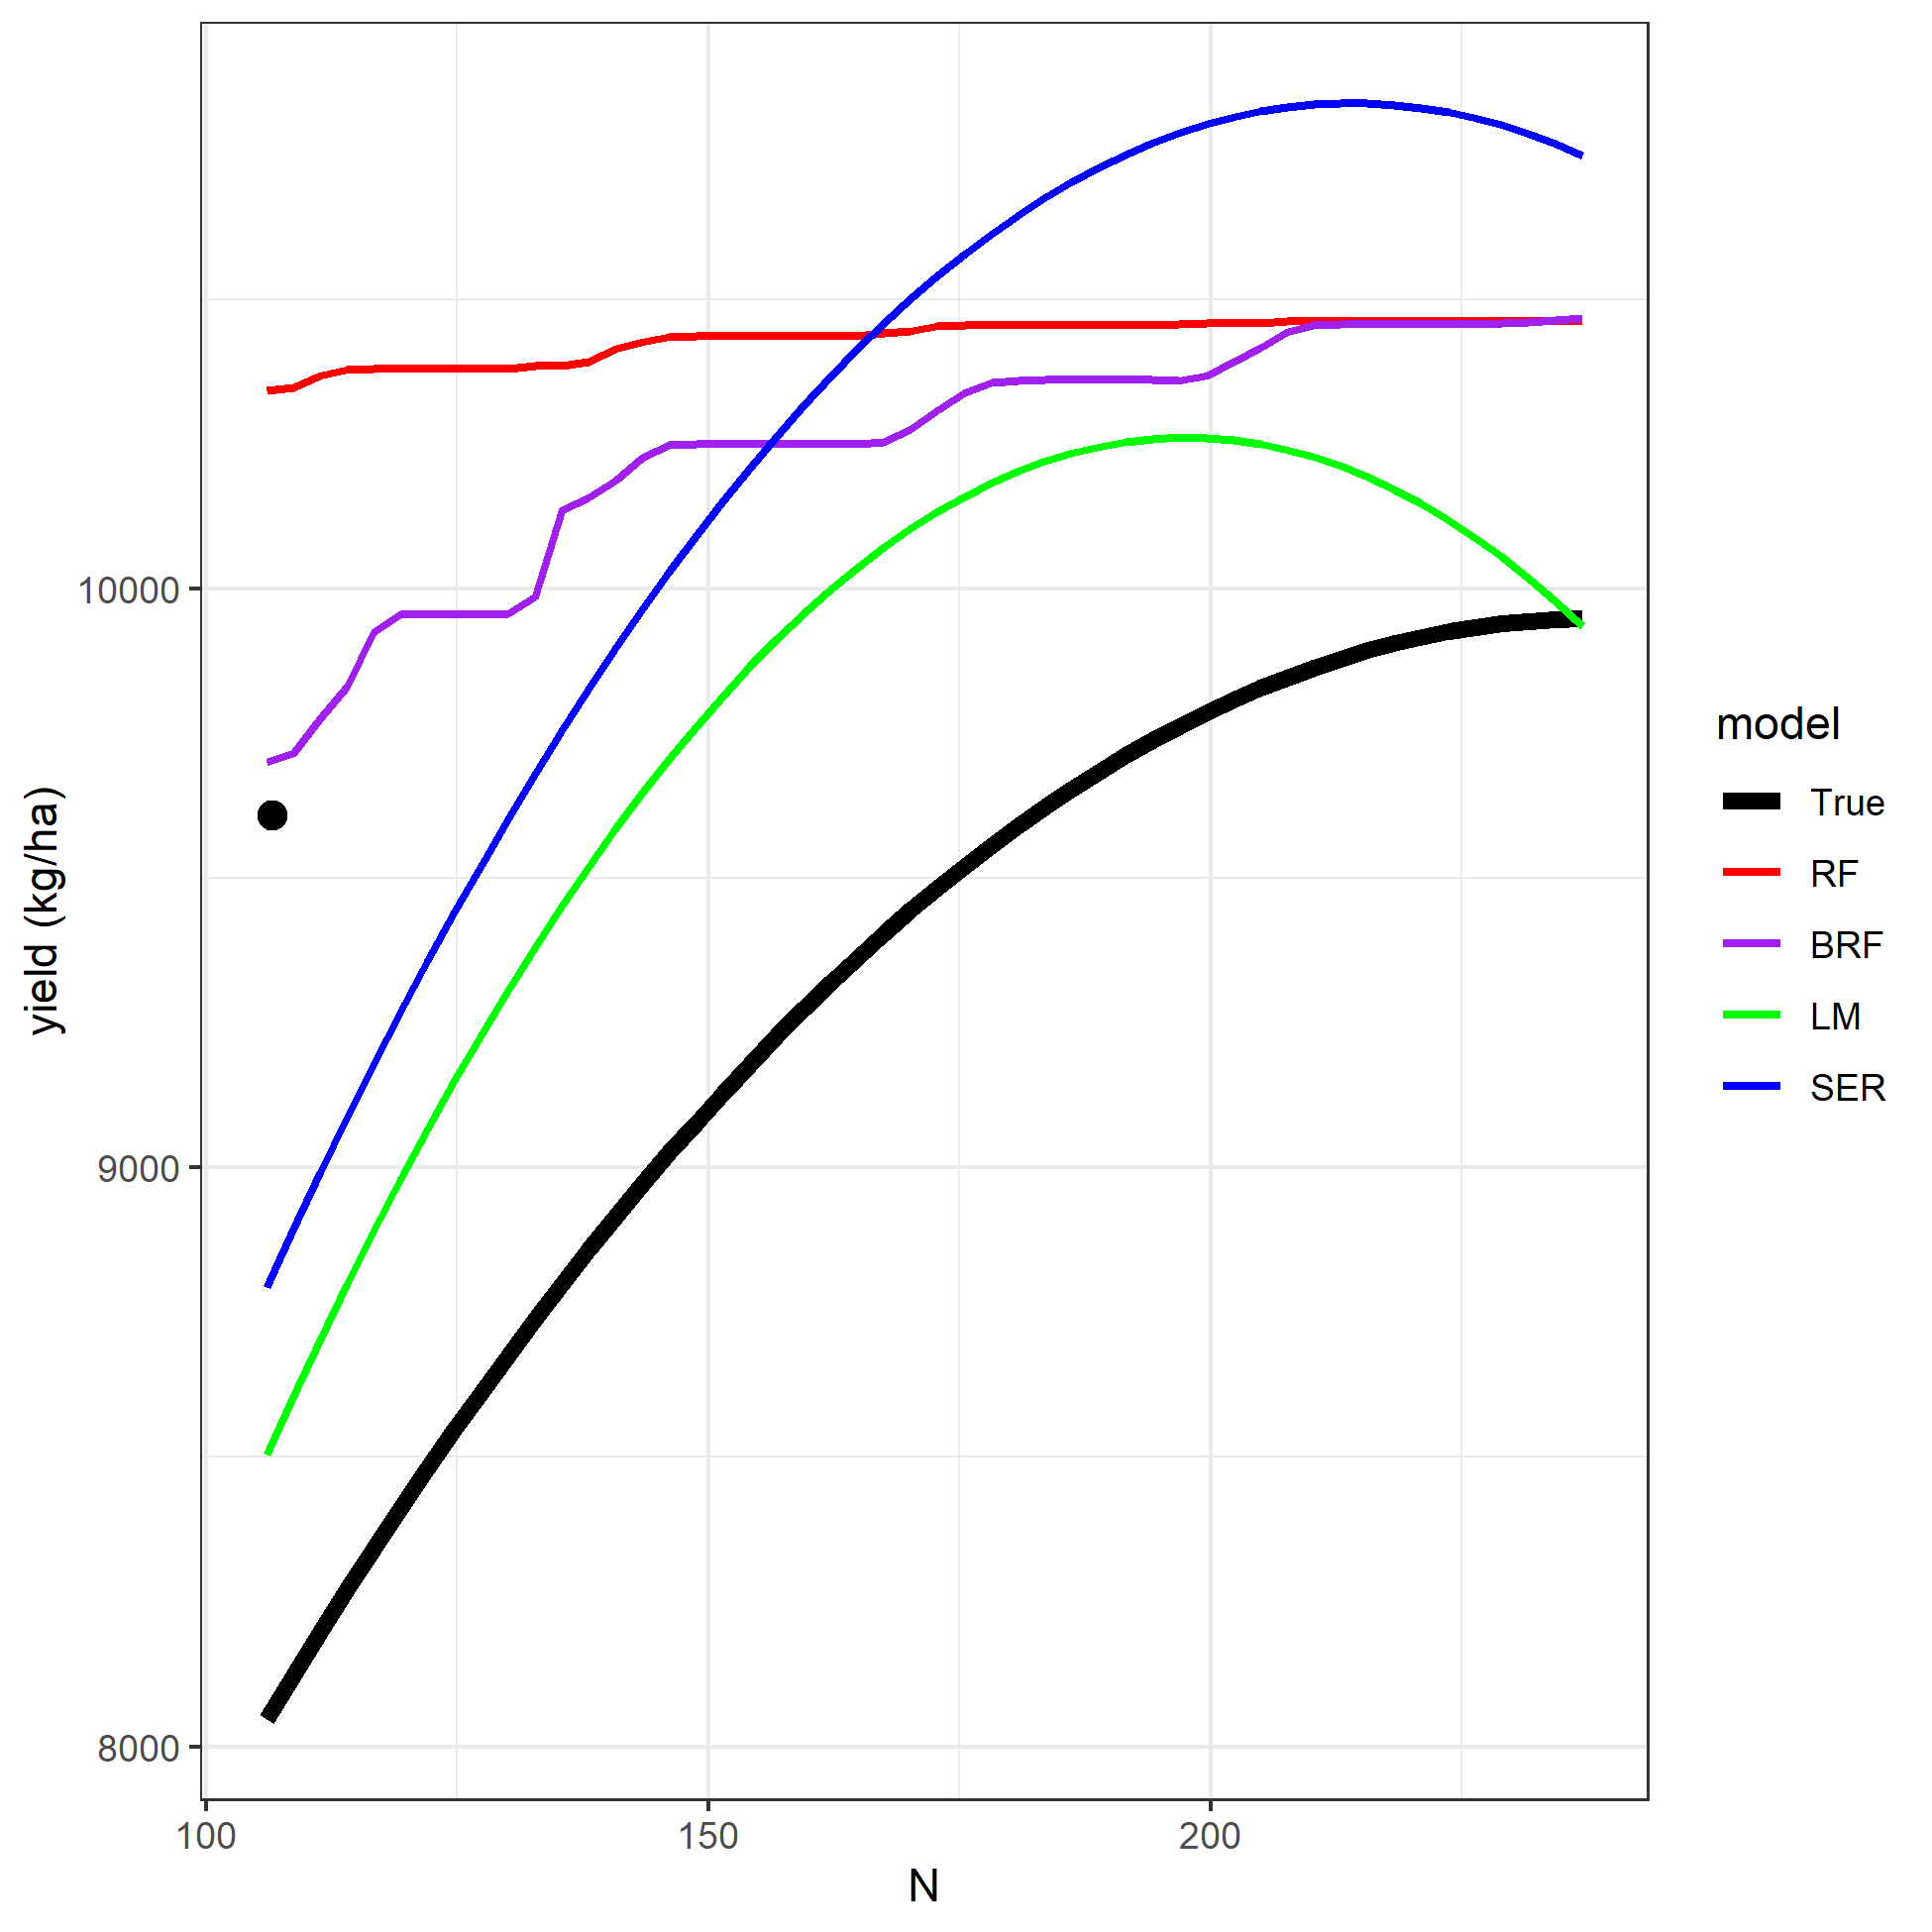 10000
9000
8000
yield (kg/ha)
100
150
200
N
model
True
RF
BRF
LM
SER